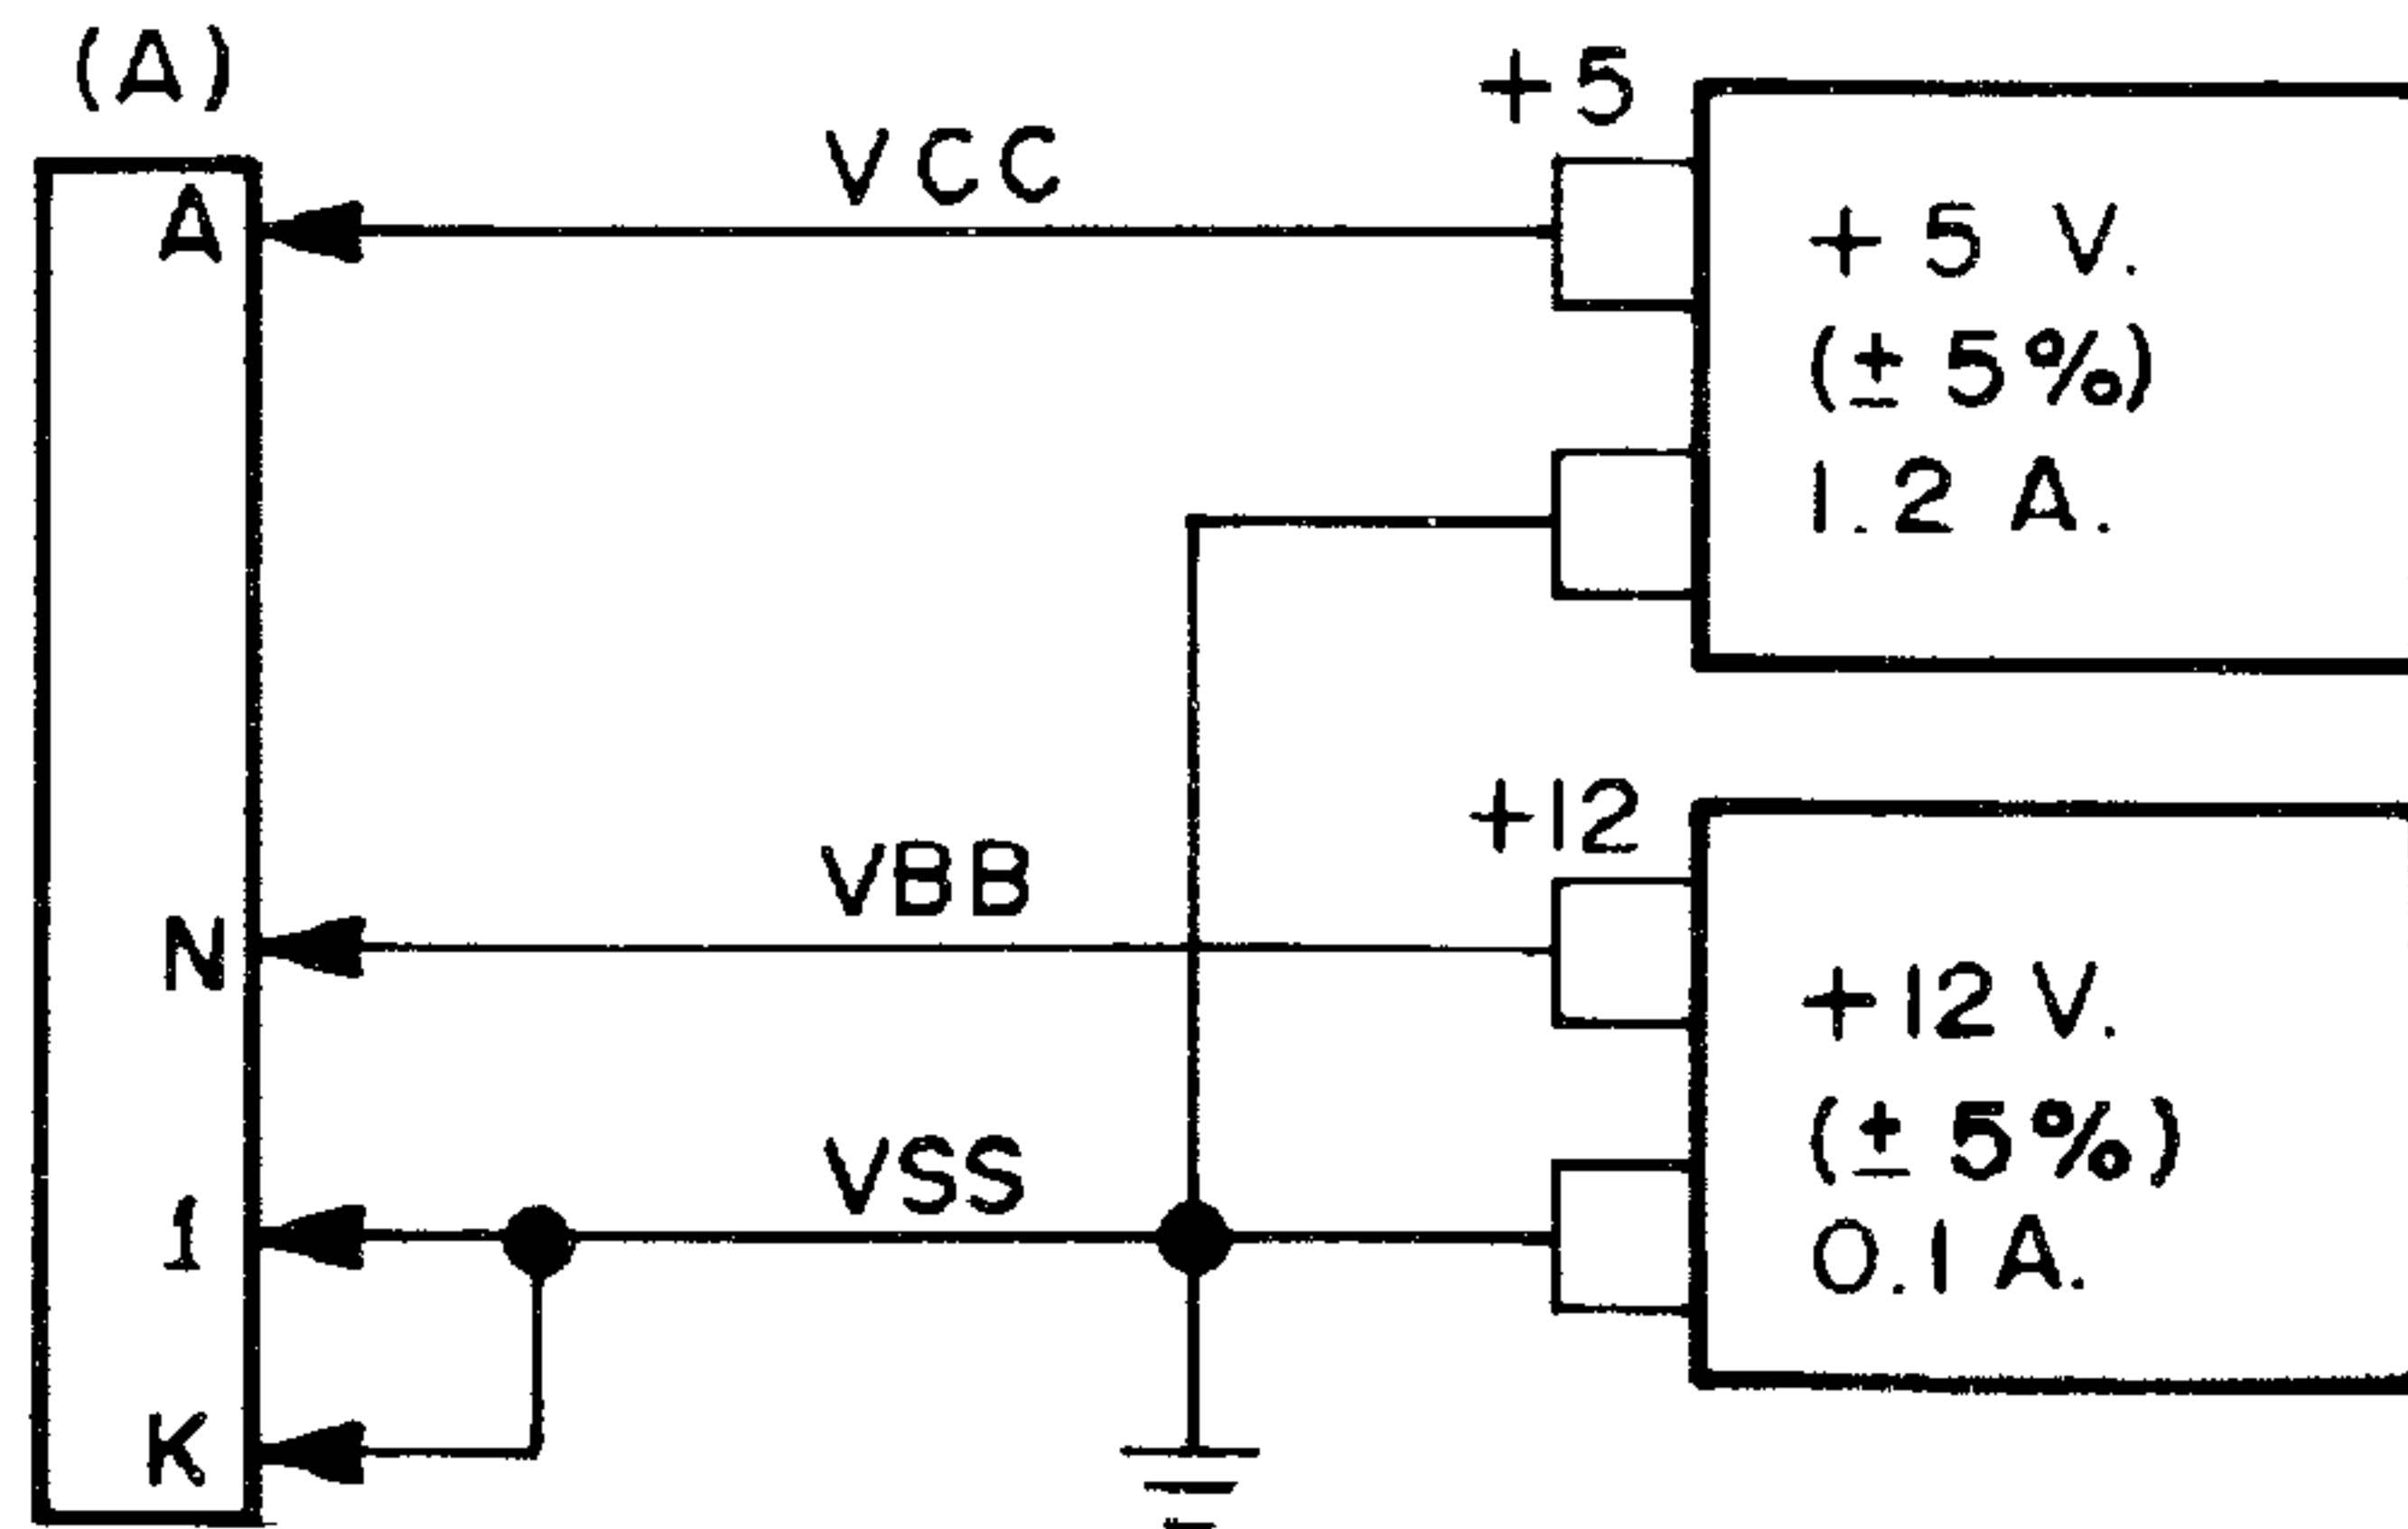 (A)
A
VCC
+5
+ 5 V.
(± 5%)
1.2 A.
N
VBB
+12
+12 V.
(± 5%)
0.1 A.
1
VSS
K